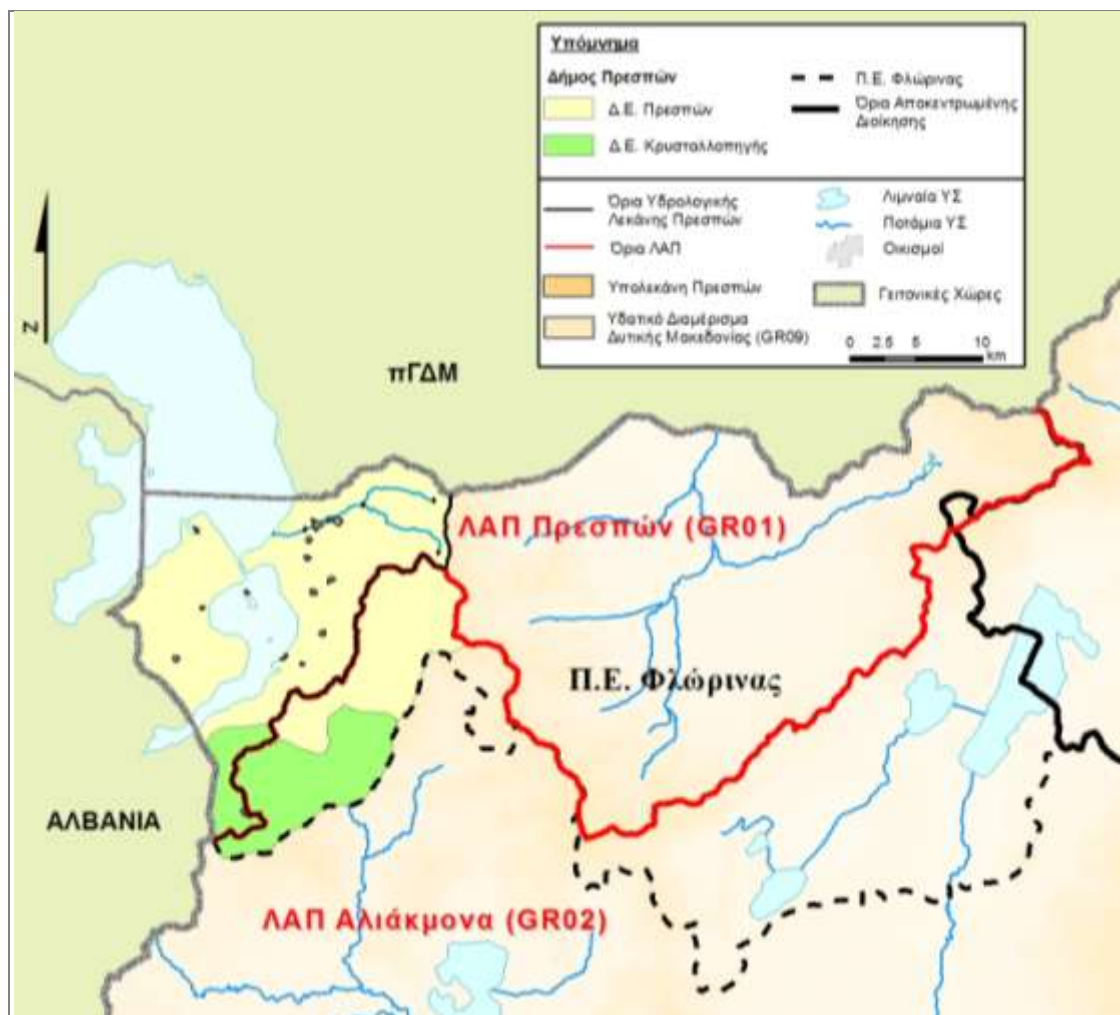 Υπόμνημα
Δήμος Πρεσπών
Δ.Ε. Πρεσπών
Δ.Ε. Κρυσταλλοπηγής
Π.Ε. Φλώρινας
Όρια Αποκεντρωμένης
Διοίκησης
Όρια Υδρολογικής
Λεκάνης Πρεσπών
Όρια ΛΑΠ
Υπολεκάνη Πρεσπών
Υδατικό Διαμέρισμα
Δυτικής Μακεδονίας (GR09)
Λιμναία ΥΣ
Ποτάμια ΥΣ
Οικισμοί
Γειτονικές Χώρες
0 2.5 5 10
km
Z
πΓΔΜ
ΛΑΠ Πρεσπών (GR01)
Π.Ε. Φλώρινας
ΑΛΒΑΝΙΑ
ΛΑΠ Αλιάκμονα (GR02)